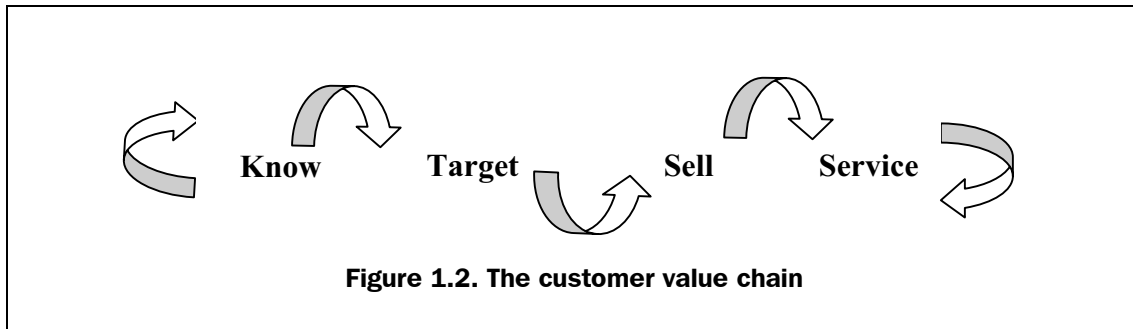 Know Target Sell Service
Figure 1.2. The customer value chain